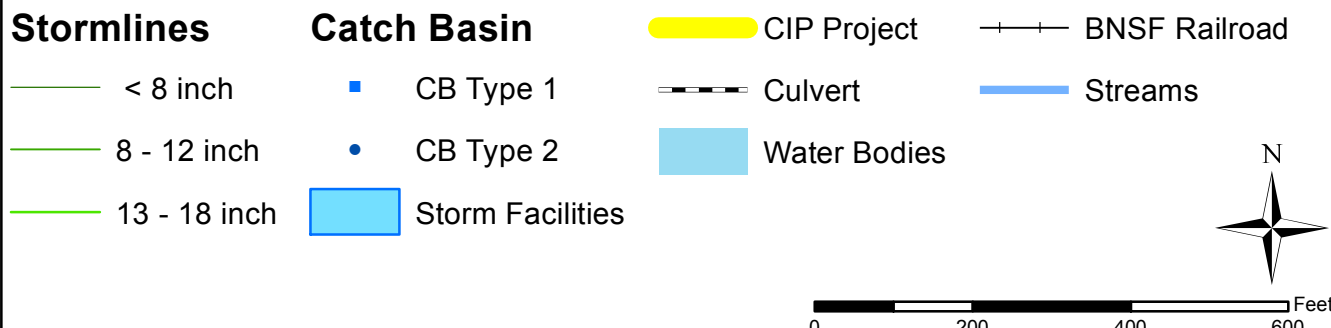 Stormlines
< 8 inch
8 - 12 inch
13 - 18 inch
Catch Basin
CB Type 1
CB Type 2
Storm Facilities
CIP Project
Culvert
Water Bodies
BNSF Railroad
Streams
N
Feet
0 200 400 600